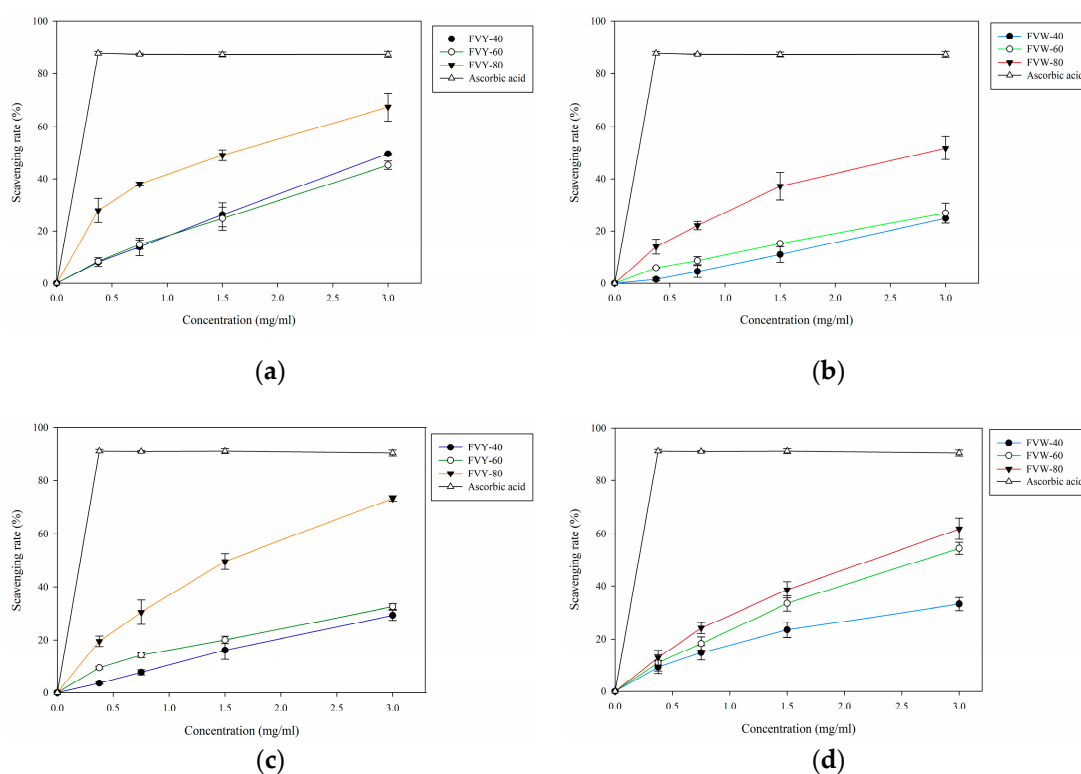 100
80
60
40
20
0
Scavenging rate (%)
0.0 0.5 1.0 1.5 2.0 2.5 3.0
Concentration (mg/ml)
FVY-40
FVY-60
FVY-80
Ascorbic acid
(a)
100
80
60
40
20
0
Scavenging rate (%)
0.0 0.5 1.0 1.5 2.0 2.5 3.0
Concentration (mg/ml)
FVW-40
FVW-60
FVW-80
Ascorbic acid
(b)
100
80
60
40
20
0
Scavenging rate (%)
0.0 0.5 1.0 1.5 2.0 2.5 3.0
Concentration (mg/ml)
FVY-40
FVY-60
FVY-80
Ascorbic acid
(c)
100
80
60
40
20
0
Scavenging rate (%)
0.0 0.5 1.0 1.5 2.0 2.5 3.0
Concentration (mg/ml)
FVW-40
FVW-60
FVW-80
Ascorbic acid
(d)